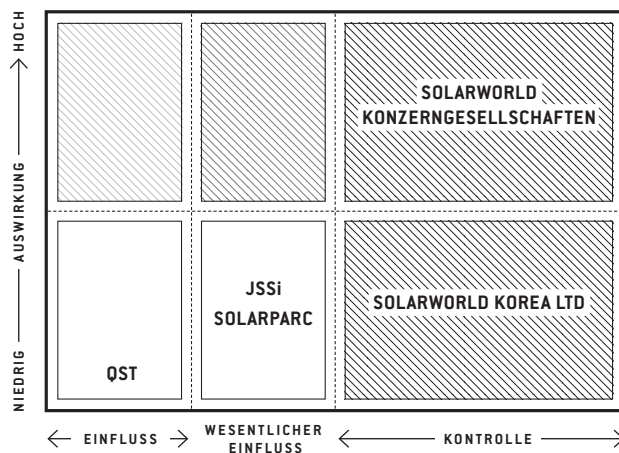 HOCH
AUSWIRKUNG
NIEDRIG
SOLARWORLD
KONZERNGESELLSCHAFTEN
QST
JSSi
SOLARPARC
SOLARWORLD KOREA LTD
EINFLUSS
WESENTLICHER
EINFLUSS
KONTROLLE